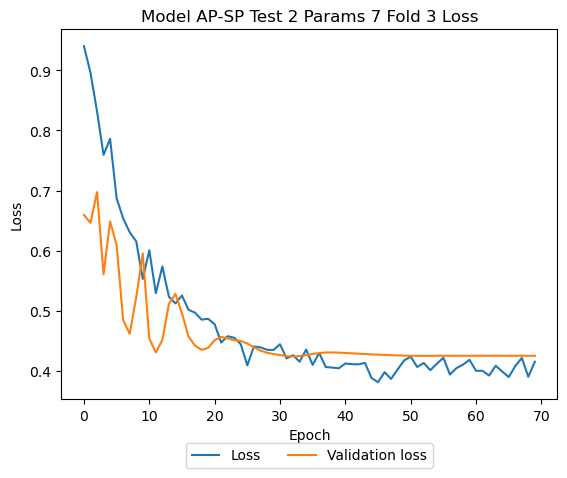 Model AP-SP Test 2 Params 7 Fold 3 Loss
0.9
0.8
0.7
0.6
0.5
0.4
Loss
0 10 20 30 40 50 60 70
Epoch
Loss Validation loss